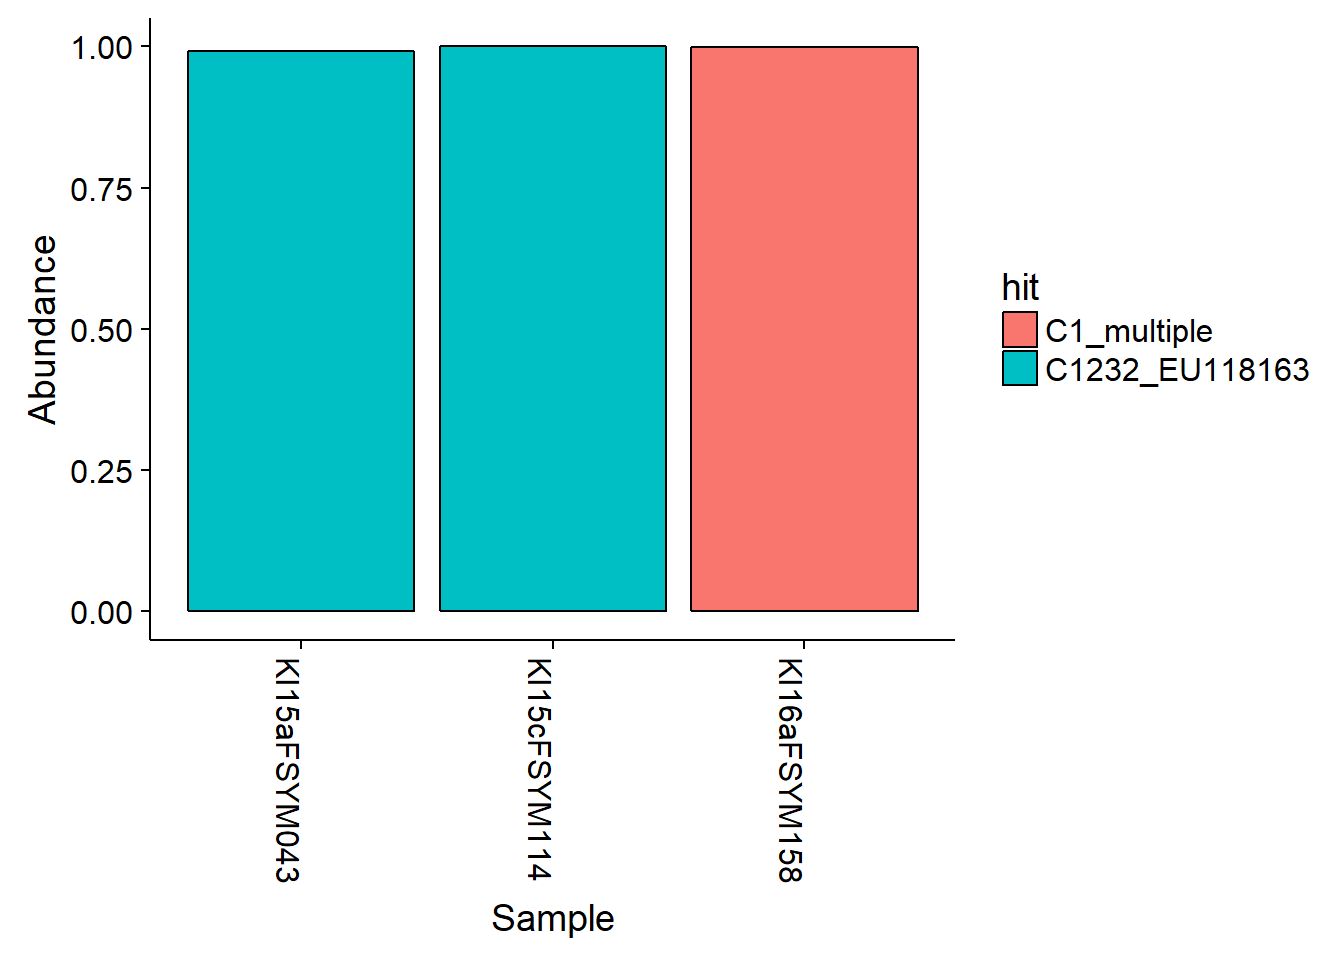 Abundance
1.00
0.75
0.50
0.25
0.00
KI15aFSYM043
KI15cFSYM114
KI16aFSYM158
Sample
hit
C1_multiple
C1232_EU118163